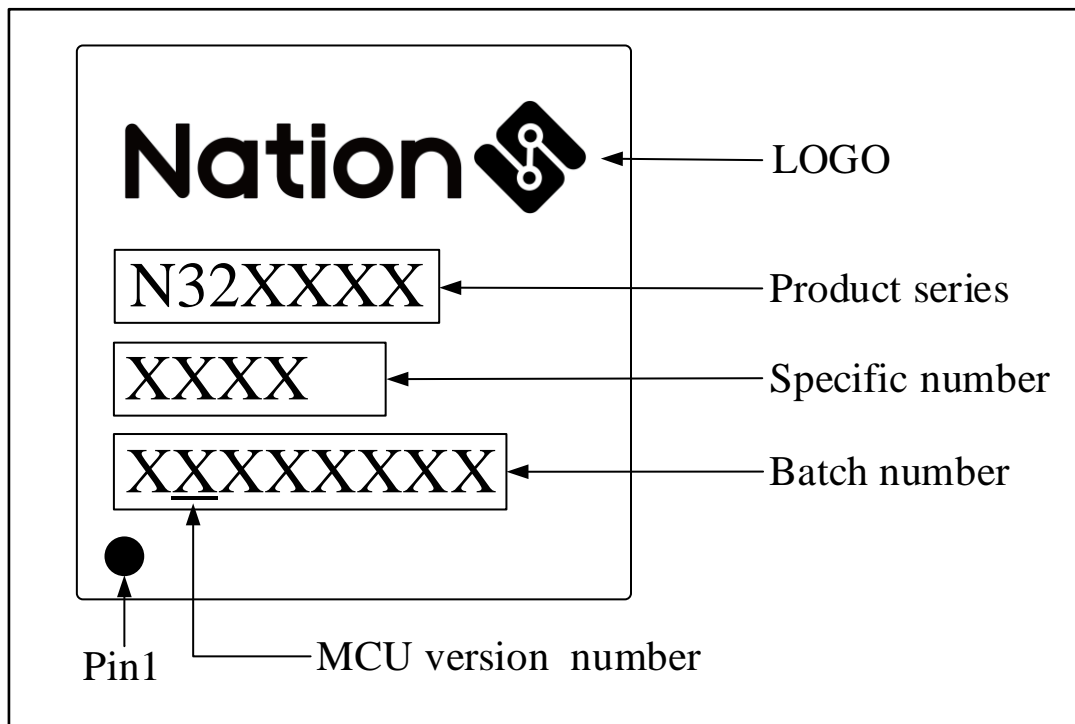 Nation
LOGO
N32XXXX
Product series
XXXX
Specific number
XXXXXXXX
Batch number
Pin1
MCU version number